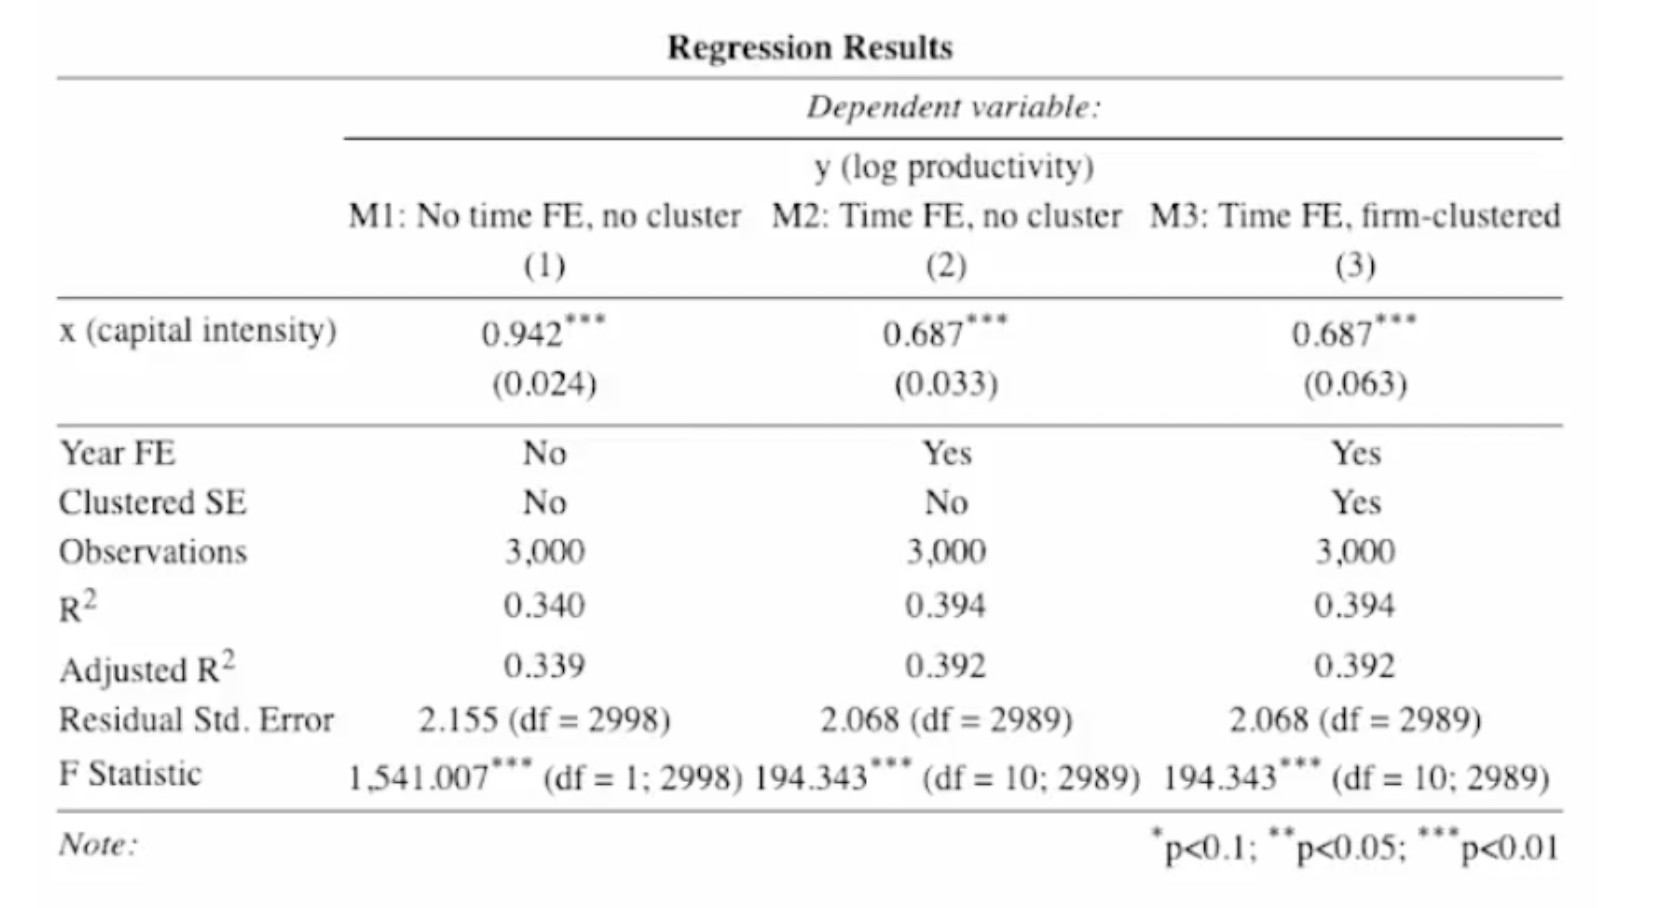 Regression Results
Dependent variable:
y (log productivity)
M1: No time FE, no cluster M2: Time FE, no cluster M3: Time FE, firm-clustered
(1) (2) (3)
x (capital intensity) 0.942*** 0.687*** 0.687***
(0.024) (0.033) (0.063)
Year FE No Yes Yes
Clustered SE No No Yes
Observations 3,000 3,000 3,000
R² 0.340 0.394 0.394
Adjusted R² 0.339 0.392 0.392
Residual Std. Error 2.155 (df = 2998) 2.068 (df = 2989) 2.068 (df = 2989)
F Statistic 1,541.007*** (df = 1; 2998) 194.343*** (df = 10; 2989) 194.343*** (df = 10; 2989)
Note: *p<0.1; **p<0.05; ***p<0.01